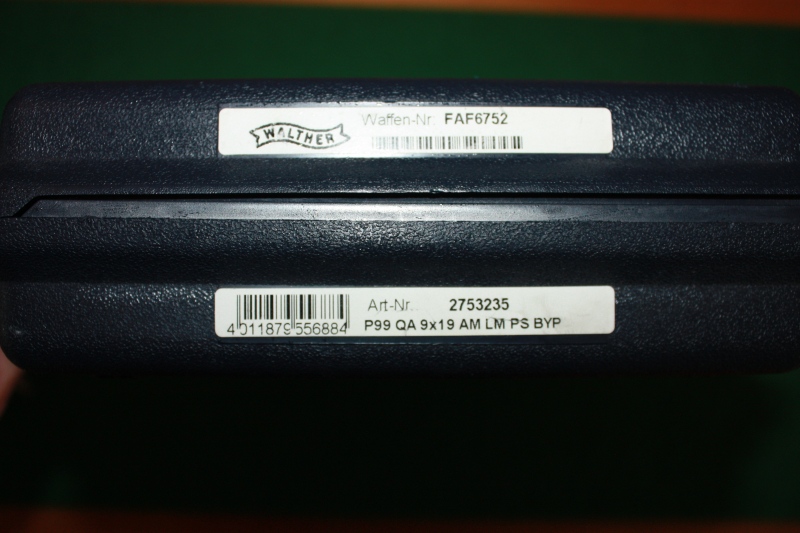 WALTHER
Waffen-Nr: FAF6752
Art-Nr.: 2753235
4 011879 556884
P99 QA 9x19 AM LM PS BYP